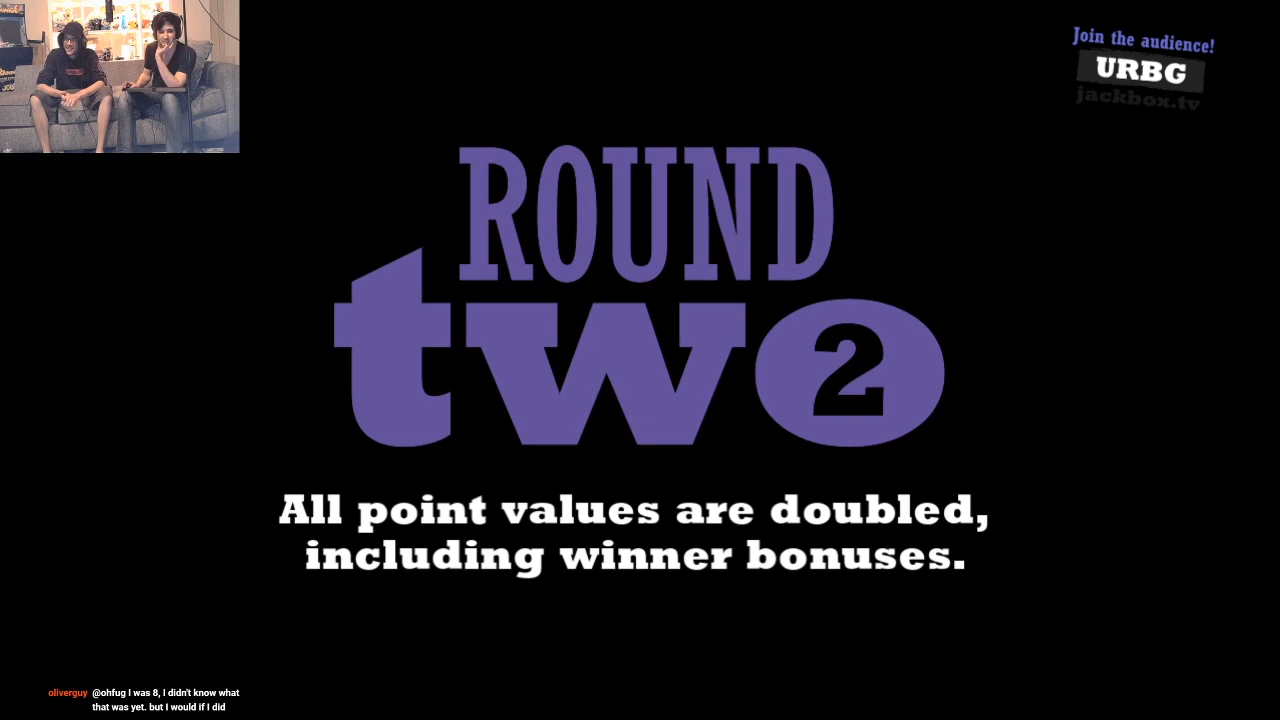 Join the audience!
URBG
jackbox.tv
ROUND
two
2
All point values are doubled,
including winner bonuses.
oliverguy @ohfug I was 8, I didn't know what
that was yet. but I would if I did